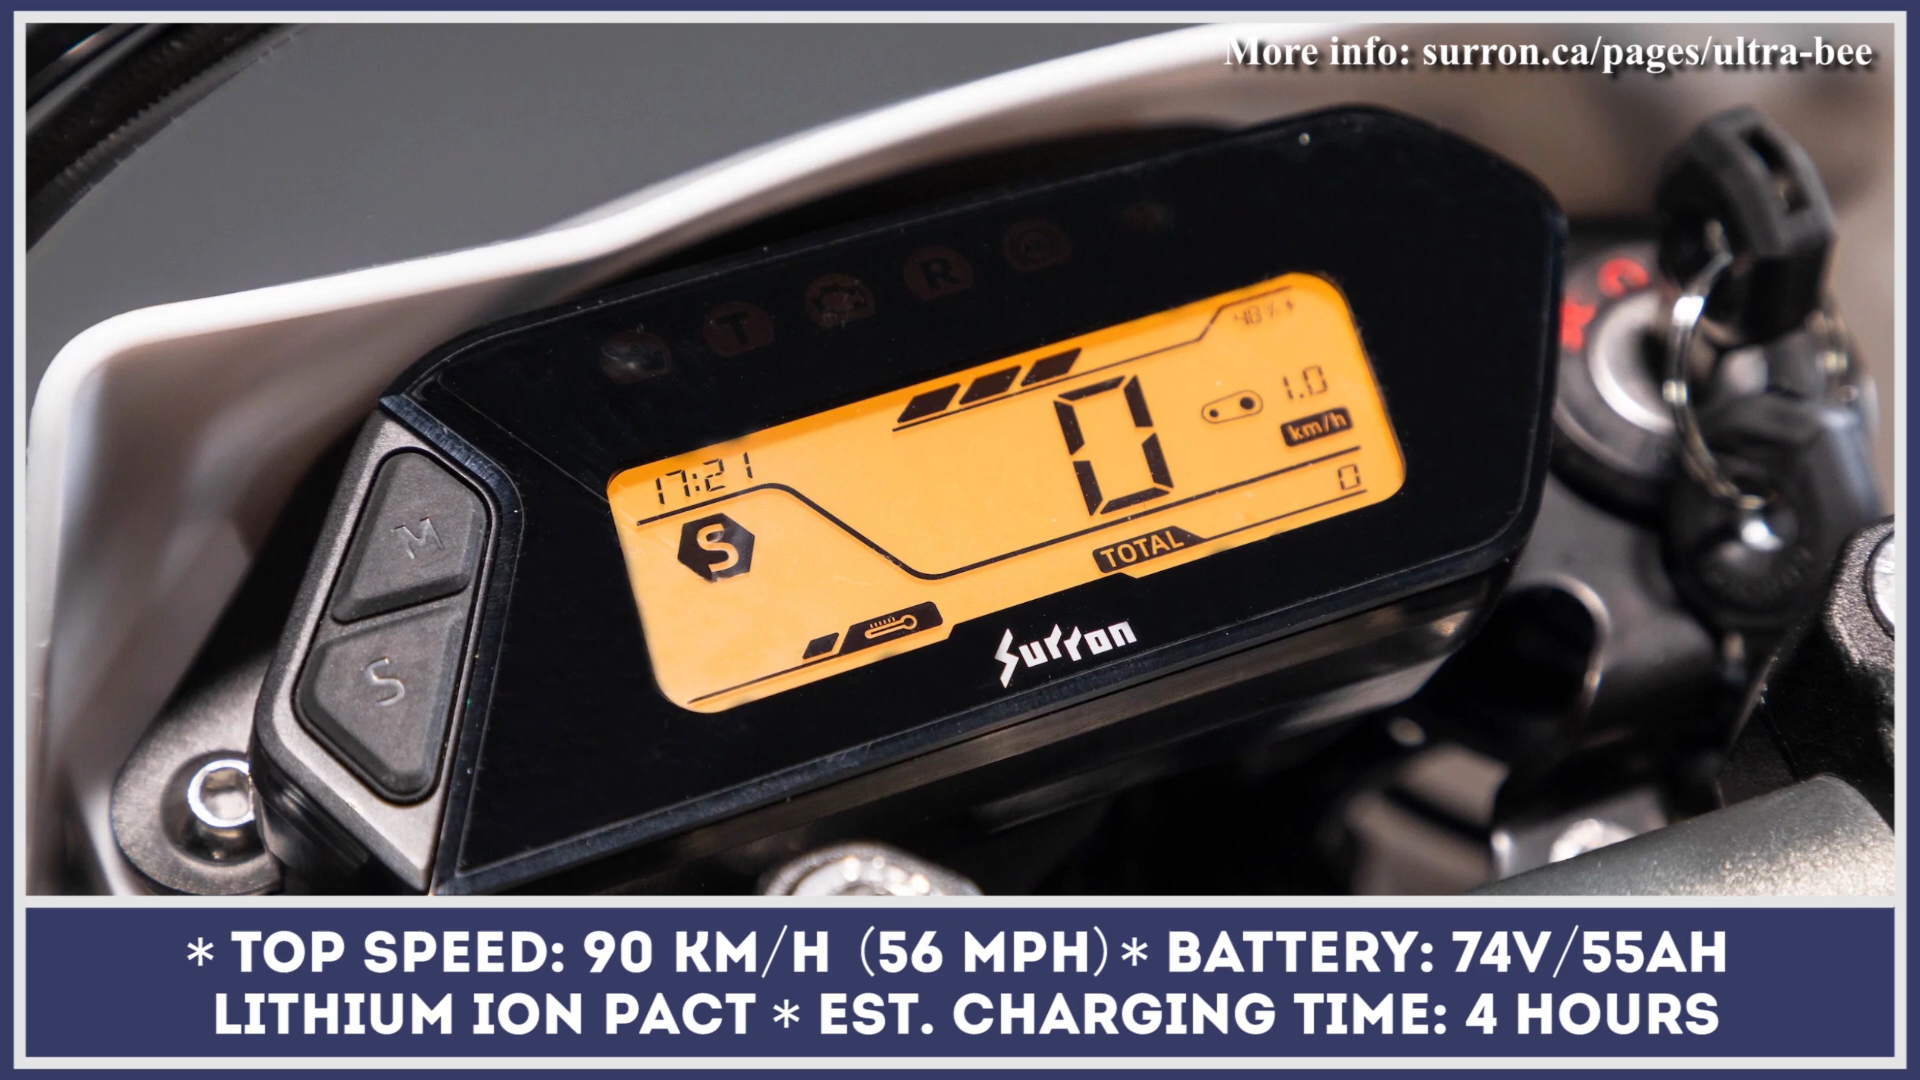 More info: surron.ca/pages/ultra-bee
T
R
48%
17:21
0
1.0
km/h
0
S
TOTAL
M
S
Surron
* TOP SPEED: 90 KM/H (56 MPH)* BATTERY: 74V/55AH
LITHIUM ION PACT * EST. CHARGING TIME: 4 HOURS